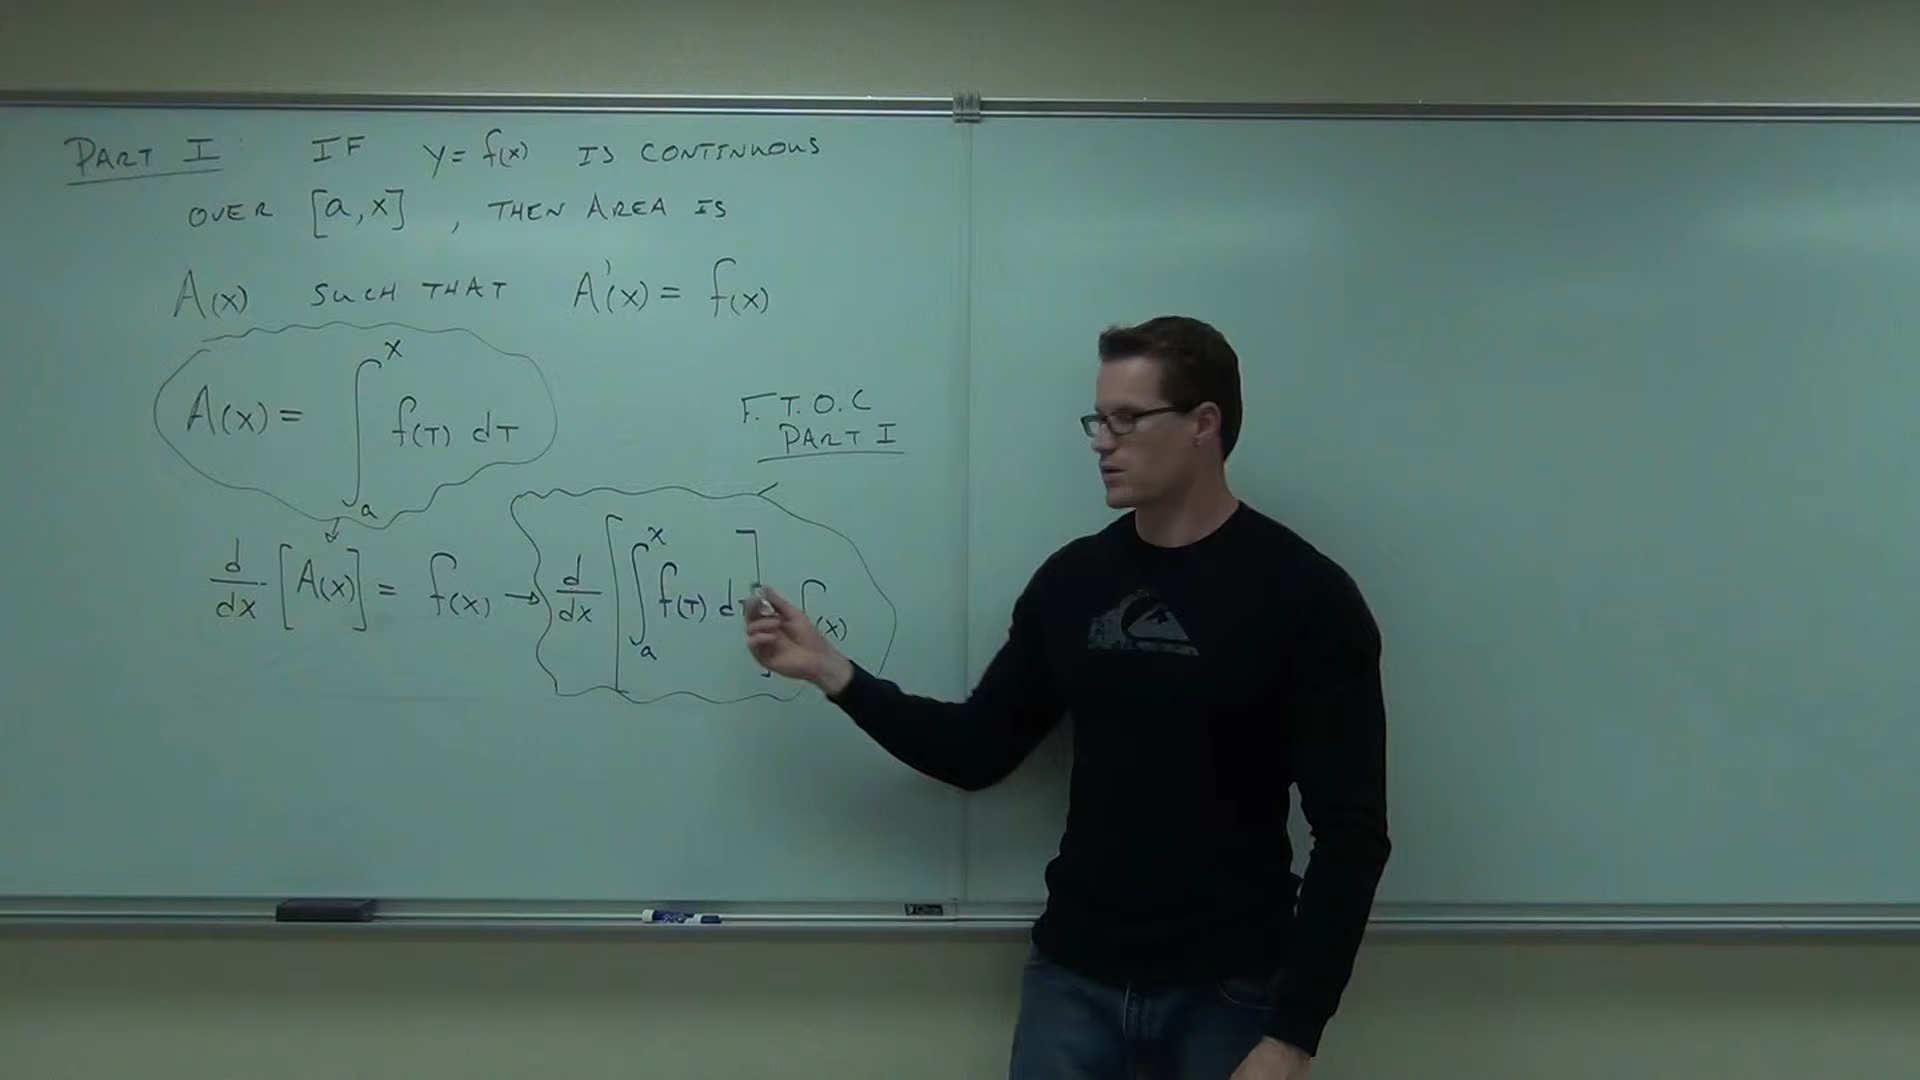 PART I : IF y = f(x) IS CONTINUOUS
OVER [a,x] , THEN AREA IS
A(x) SUCH THAT A'(x) = f(x)
A(x) = ∫ₐˣ f(T) dT
F.T.O.C
PART I
d/dx [A(x)] = f(x) → d/dx [∫ₐˣ f(T) dT f(x)